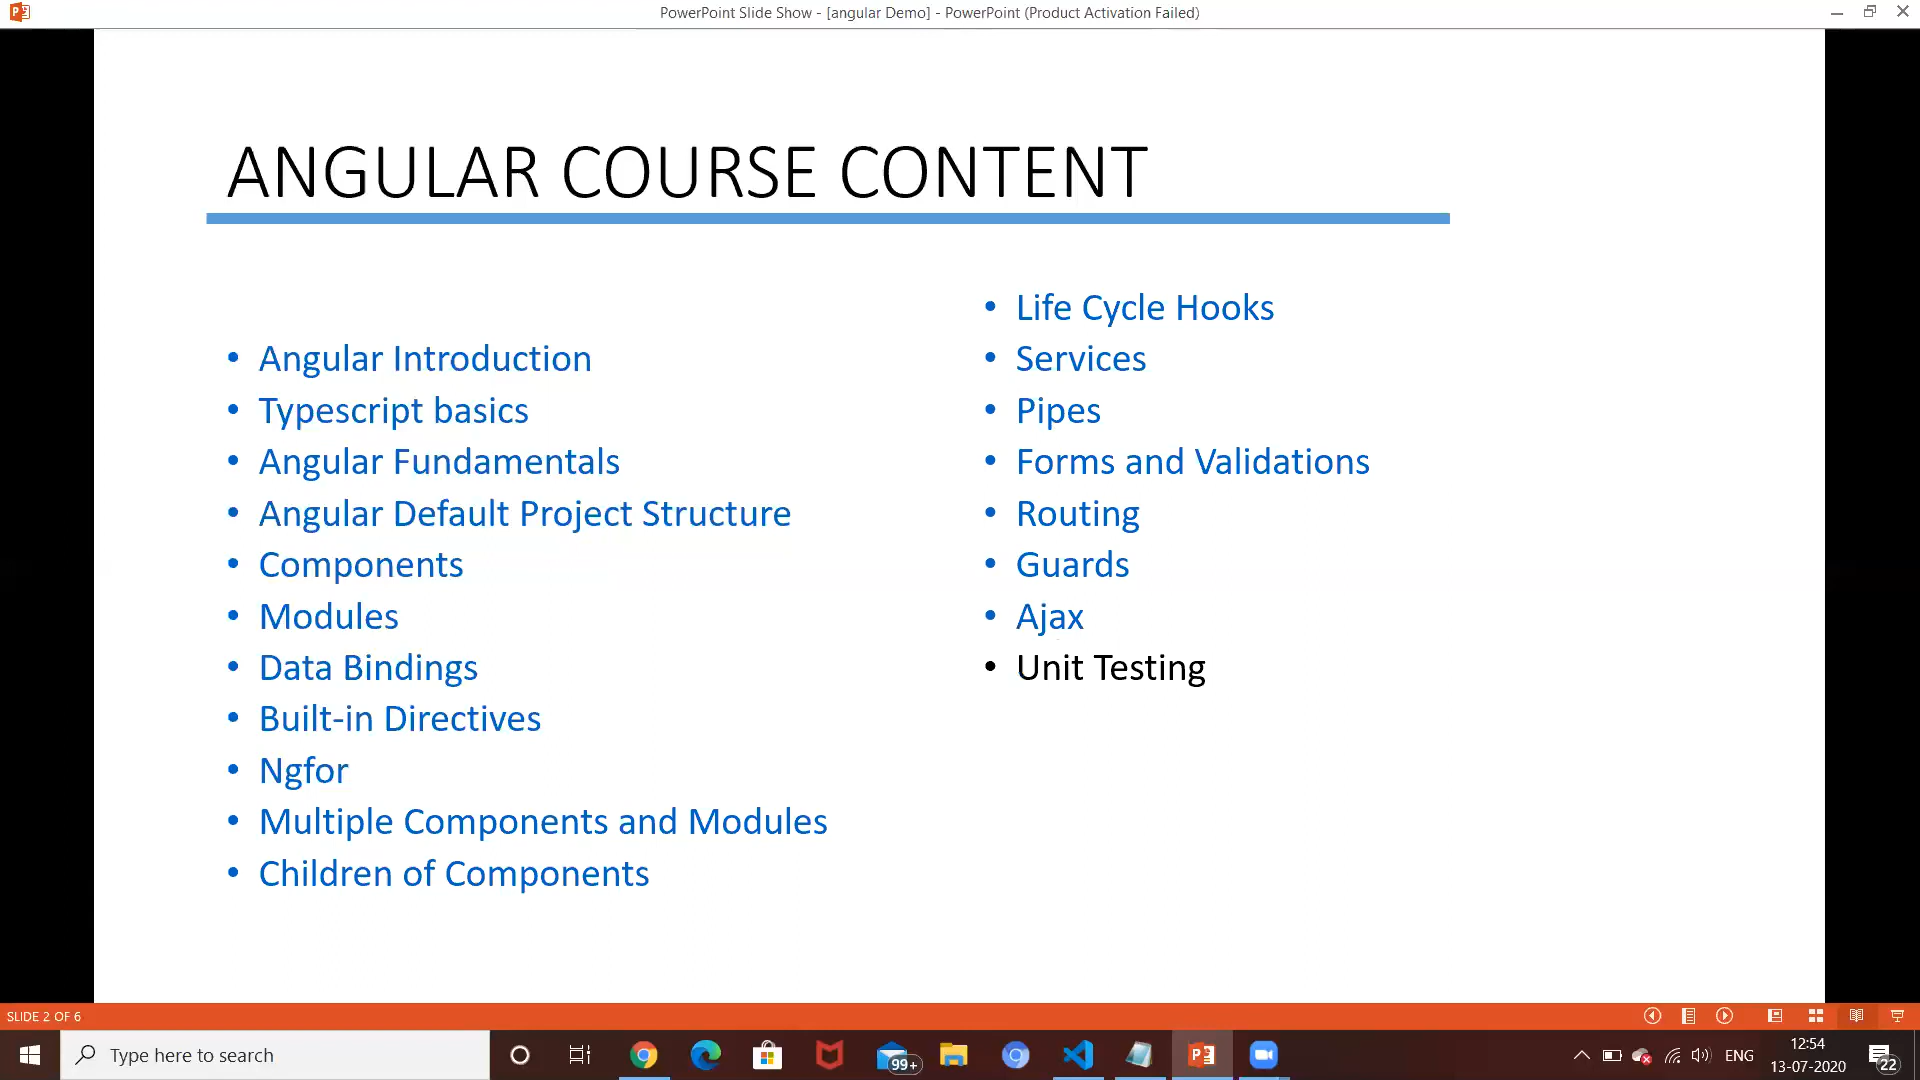 PowerPoint Slide Show - [angular Demo] - PowerPoint (Product Activation Failed)
ANGULAR COURSE CONTENT
• Angular Introduction
• Typescript basics
• Angular Fundamentals
• Angular Default Project Structure
• Components
• Modules
• Data Bindings
• Built-in Directives
• Ngfor
• Multiple Components and Modules
• Children of Components
• Life Cycle Hooks
• Services
• Pipes
• Forms and Validations
• Routing
• Guards
• Ajax
• Unit Testing
SLIDE 2 OF 6
Type here to search
99+
ENG
12:54
13-07-2020
22